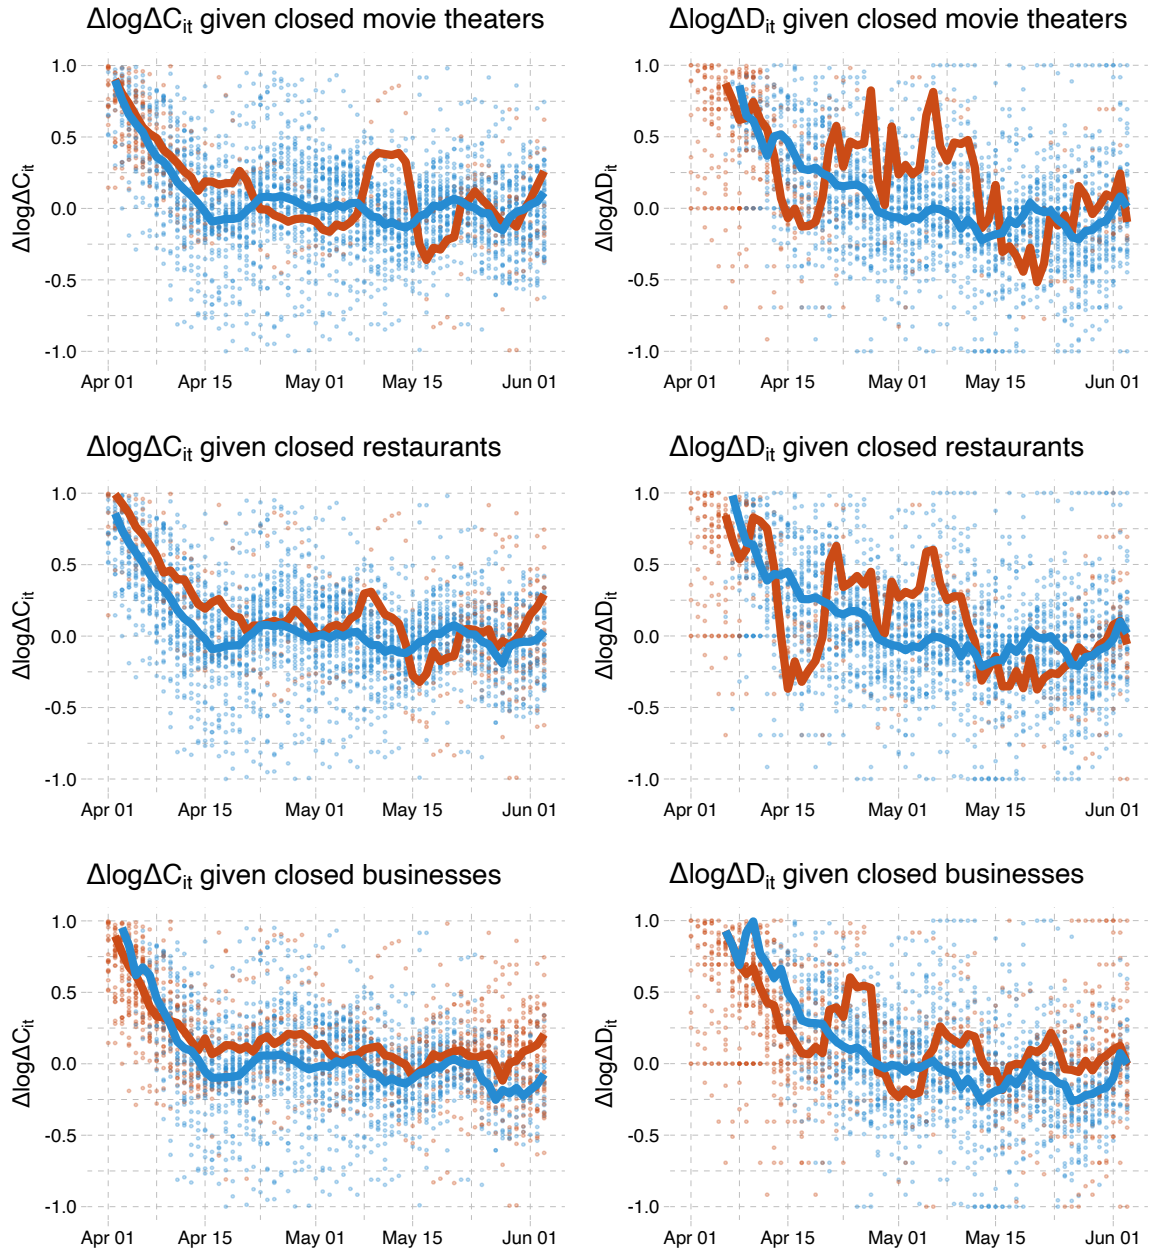 ΔlogΔCit given closed movie theaters
ΔlogΔDit given closed movie theaters
ΔlogΔCit
1.0
0.5
0.0
-0.5
-1.0
Apr 01 Apr 15 May 01 May 15 Jun 01
ΔlogΔDit
1.0
0.5
0.0
-0.5
-1.0
Apr 01 Apr 15 May 01 May 15 Jun 01
ΔlogΔCit given closed restaurants
ΔlogΔDit given closed restaurants
ΔlogΔCit
1.0
0.5
0.0
-0.5
-1.0
Apr 01 Apr 15 May 01 May 15 Jun 01
ΔlogΔDit
1.0
0.5
0.0
-0.5
-1.0
Apr 01 Apr 15 May 01 May 15 Jun 01
ΔlogΔCit given closed businesses
ΔlogΔDit given closed businesses
ΔlogΔCit
1.0
0.5
0.0
-0.5
-1.0
Apr 01 Apr 15 May 01 May 15 Jun 01
ΔlogΔDit
1.0
0.5
0.0
-0.5
-1.0
Apr 01 Apr 15 May 01 May 15 Jun 01